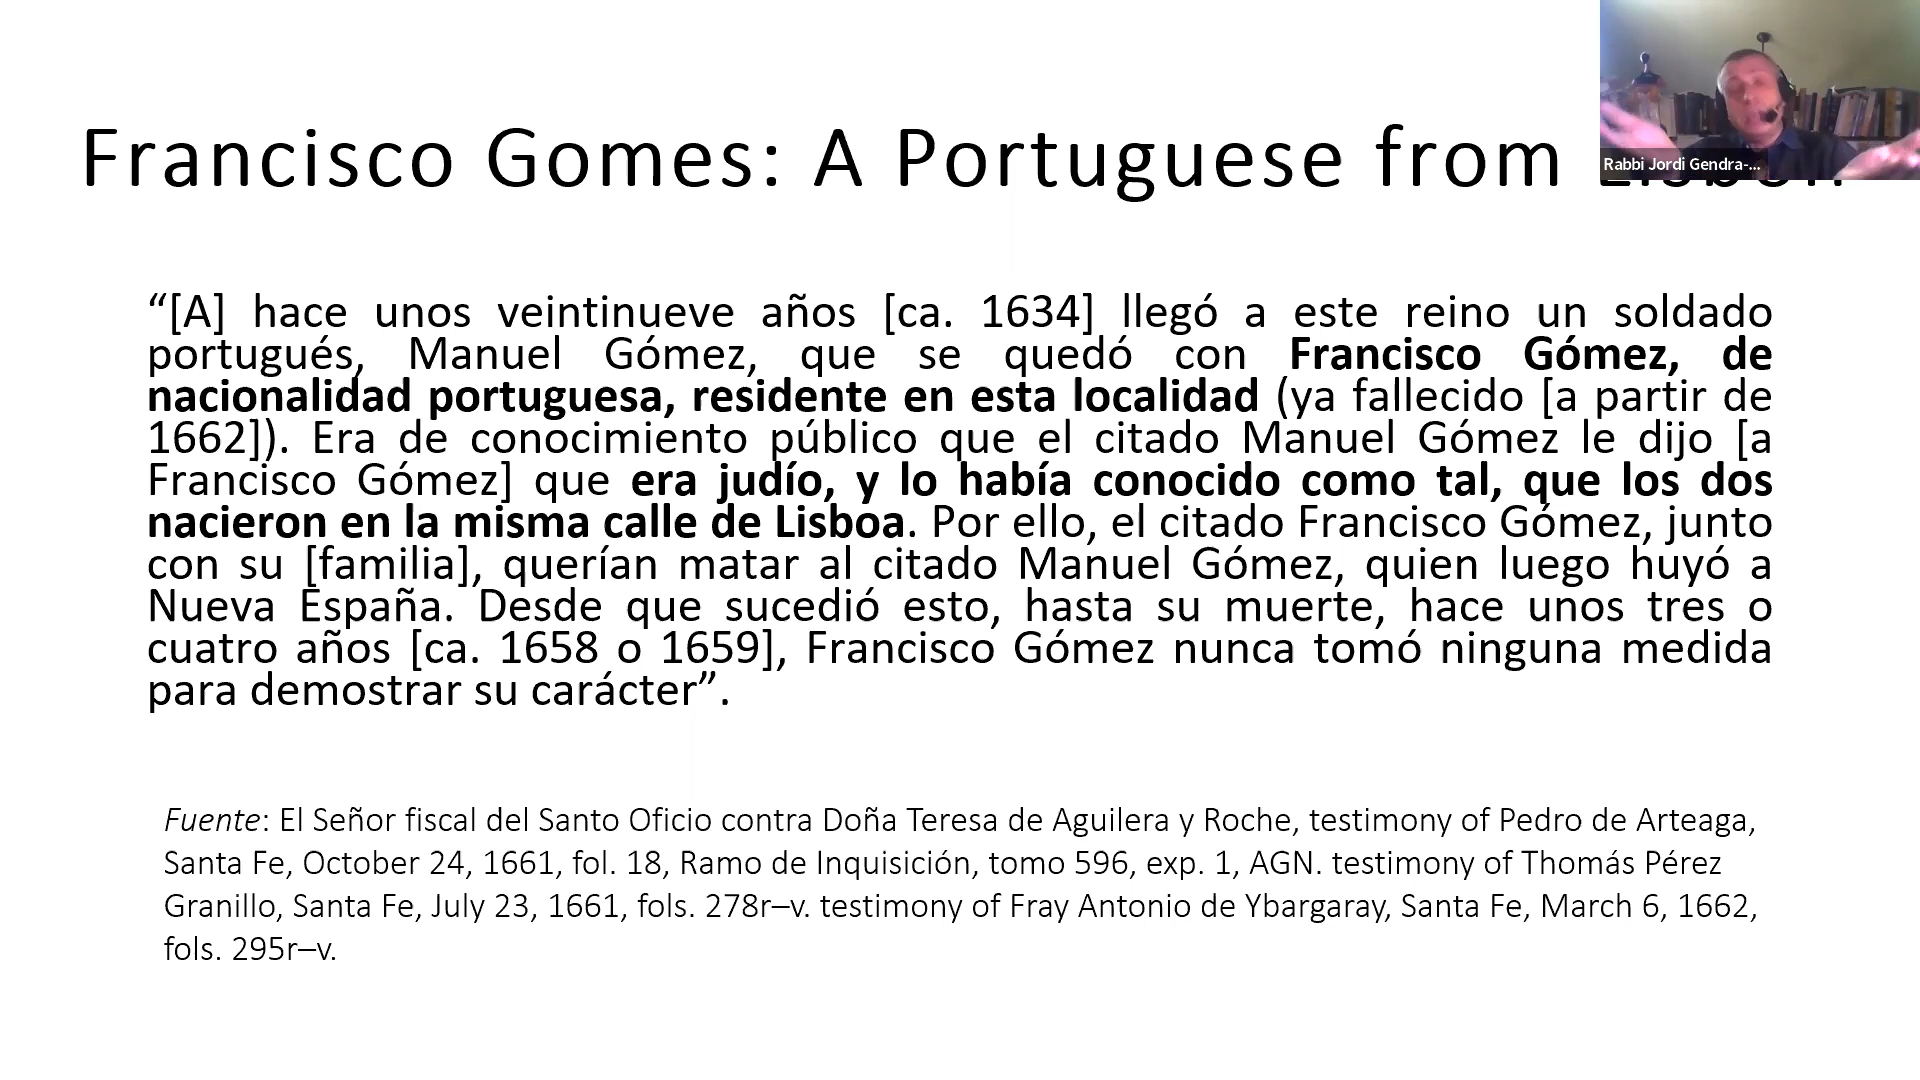 Francisco Gomes: A Portuguese from
Rabbi Jordi Gendra-...
“[A] hace unos veintinueve años [ca. 1634] llegó a este reino un soldado
portugués, Manuel Gómez, que se quedó con Francisco Gómez, de
nacionalidad portuguesa, residente en esta localidad (ya fallecido [a partir de
1662]). Era de conocimiento público que el citado Manuel Gómez le dijo [a
Francisco Gómez] que era judío, y lo había conocido como tal, que los dos
nacieron en la misma calle de Lisboa. Por ello, el citado Francisco Gómez, junto
con su [familia], querían matar al citado Manuel Gómez, quien luego huyó a
Nueva España. Desde que sucedió esto, hasta su muerte, hace unos tres o
cuatro años [ca. 1658 o 1659], Francisco Gómez nunca tomó ninguna medida
para demostrar su carácter”.
Fuente: El Señor fiscal del Santo Oficio contra Doña Teresa de Aguilera y Roche, testimony of Pedro de Arteaga,
Santa Fe, October 24, 1661, fol. 18, Ramo de Inquisición, tomo 596, exp. 1, AGN. testimony of Thomás Pérez
Granillo, Santa Fe, July 23, 1661, fols. 278r–v. testimony of Fray Antonio de Ybargaray, Santa Fe, March 6, 1662,
fols. 295r–v.